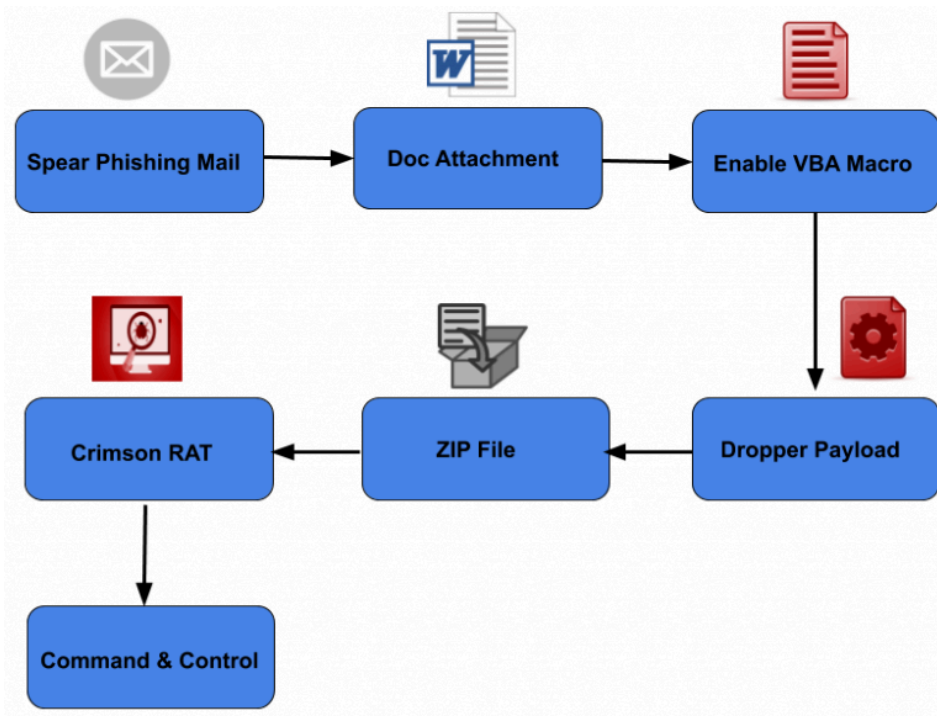 Spear Phishing Mail
W
Doc Attachment
Enable VBA Macro
Crimson RAT
ZIP File
Dropper Payload
Command & Control